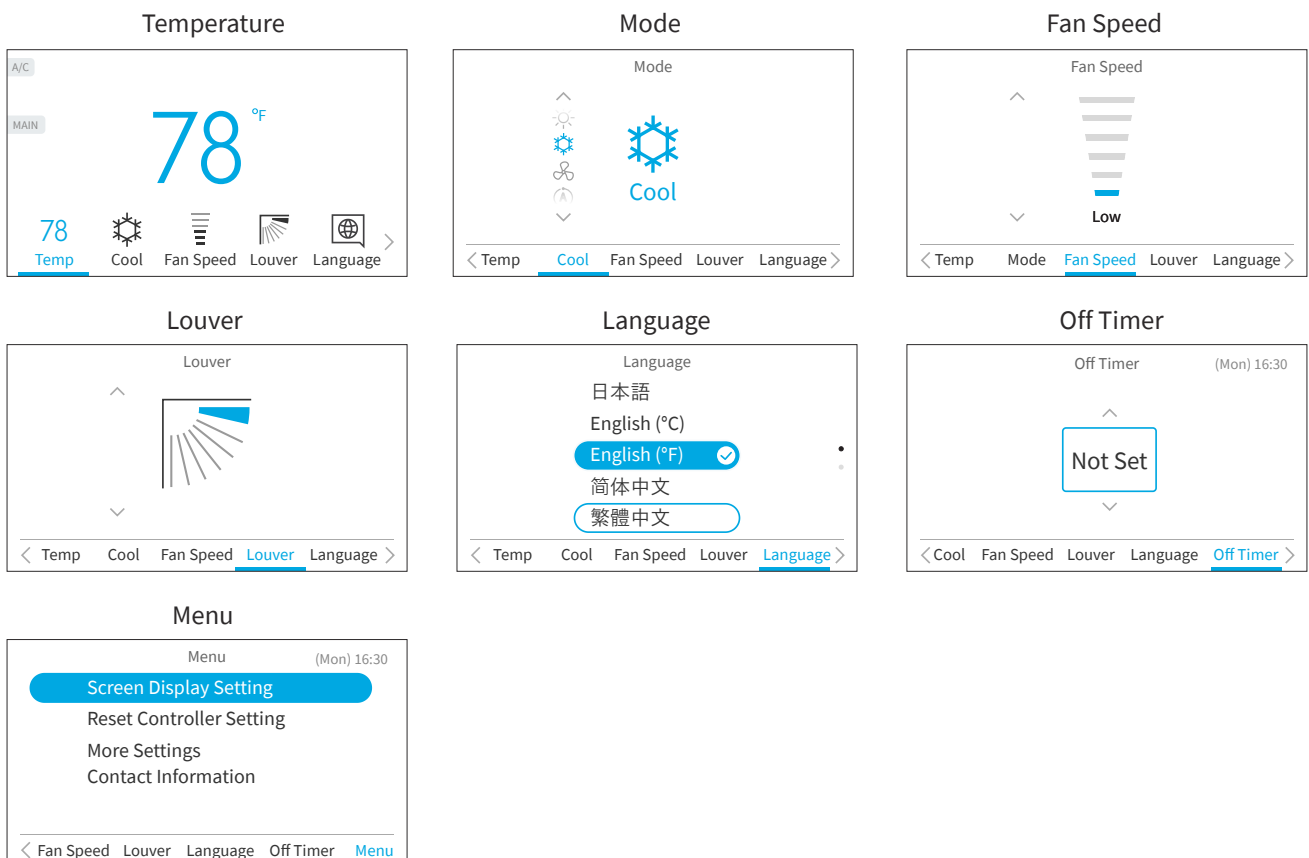 Temperature
Mode
Fan Speed
A/C
MAIN
78 °F
78
Temp Cool Fan Speed Louver Language
Mode
Cool
Temp Cool Fan Speed Louver Language
Fan Speed
Low
Temp Mode Fan Speed Louver Language
Louver
Language
Off Timer
Louver
Temp Cool Fan Speed Louver Language
Language
日本語
English (°C)
English (°F)
简体中文
繁體中文
Temp Cool Fan Speed Louver Language
Off Timer (Mon) 16:30
Not Set
Cool Fan Speed Louver Language Off Timer
Menu
Menu (Mon) 16:30
Screen Display Setting
Reset Controller Setting
More Settings
Contact Information
Fan Speed Louver Language Off Timer Menu